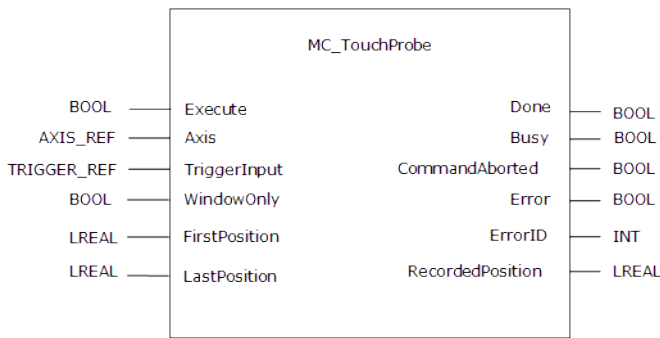 MC_TouchProbe
BOOL Execute Done BOOL
AXIS_REF Axis Busy BOOL
TRIGGER_REF TriggerInput CommandAborted BOOL
BOOL WindowOnly Error BOOL
LREAL FirstPosition ErrorID INT
LREAL LastPosition RecordedPosition LREAL